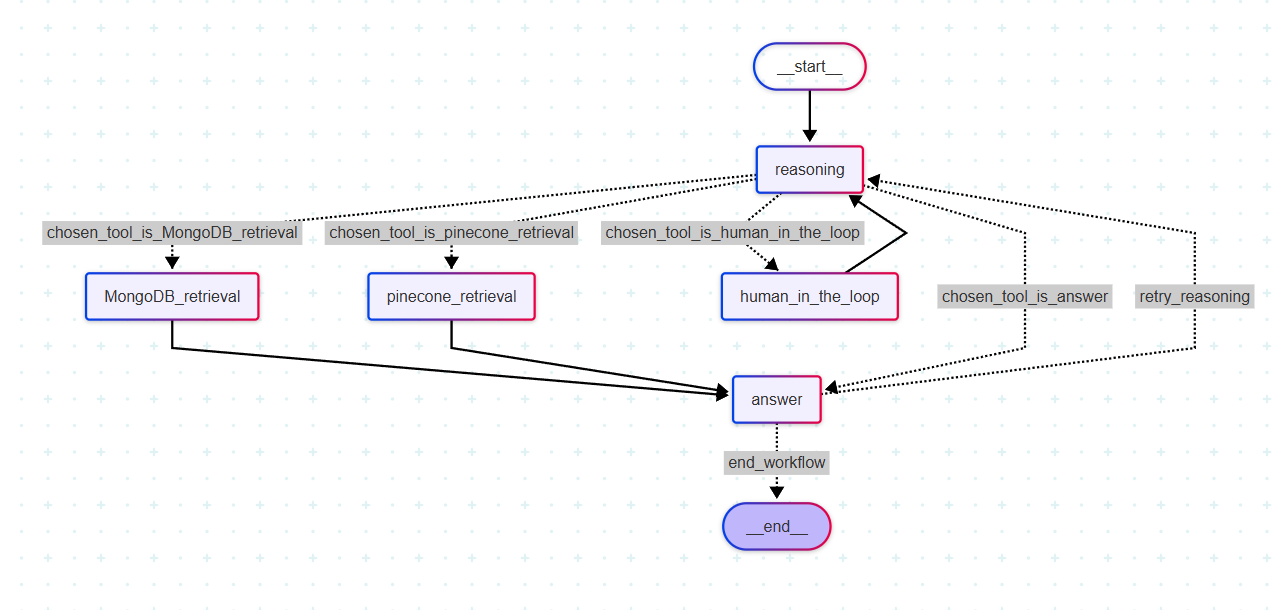 __start__
reasoning
chosen_tool_is_MongoDB_retrieval
chosen_tool_is_pinecone_retrieval
chosen_tool_is_human_in_the_loop
MongoDB_retrieval
pinecone_retrieval
human_in_the_loop
chosen_tool_is_answer
retry_reasoning
answer
end_workflow
__end__